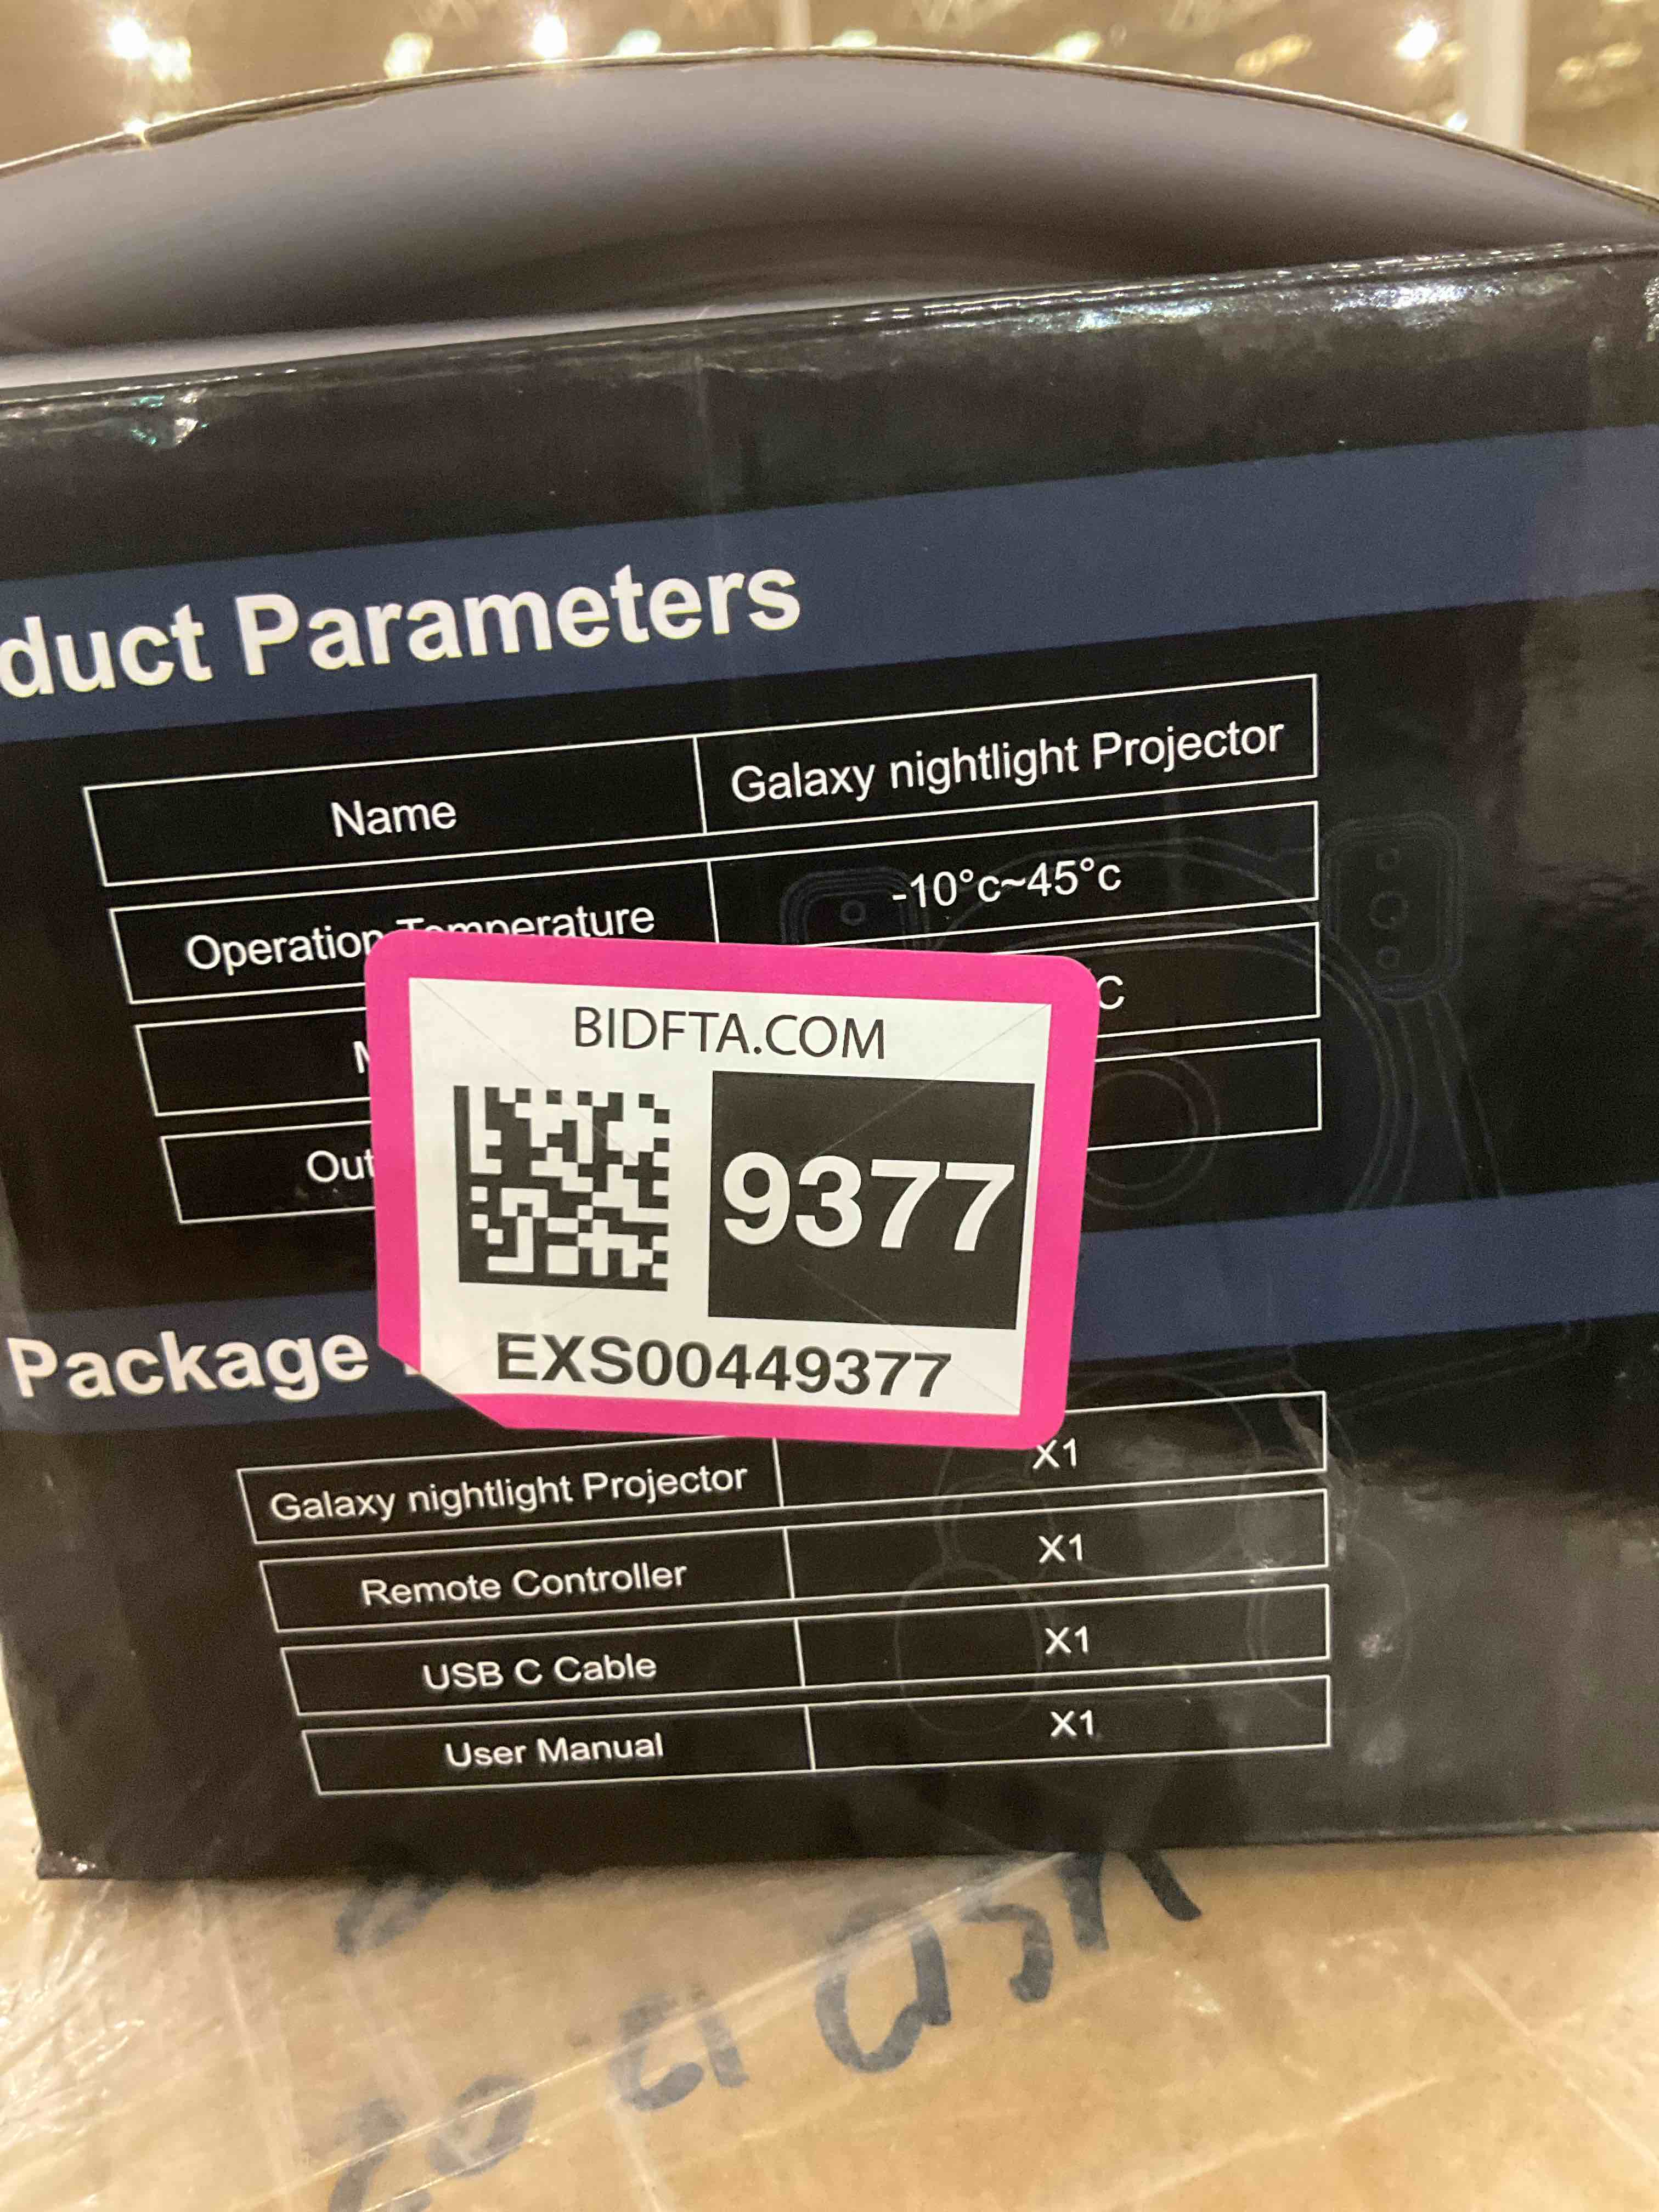 duct Parameters
Name Galaxy nightlight Projector
Operation Temperature -10°c~45°c
C
Out
BIDFTA.COM
9377
EXS00449377
Package
Galaxy nightlight Projector X1
Remote Controller X1
USB C Cable X1
User Manual X1